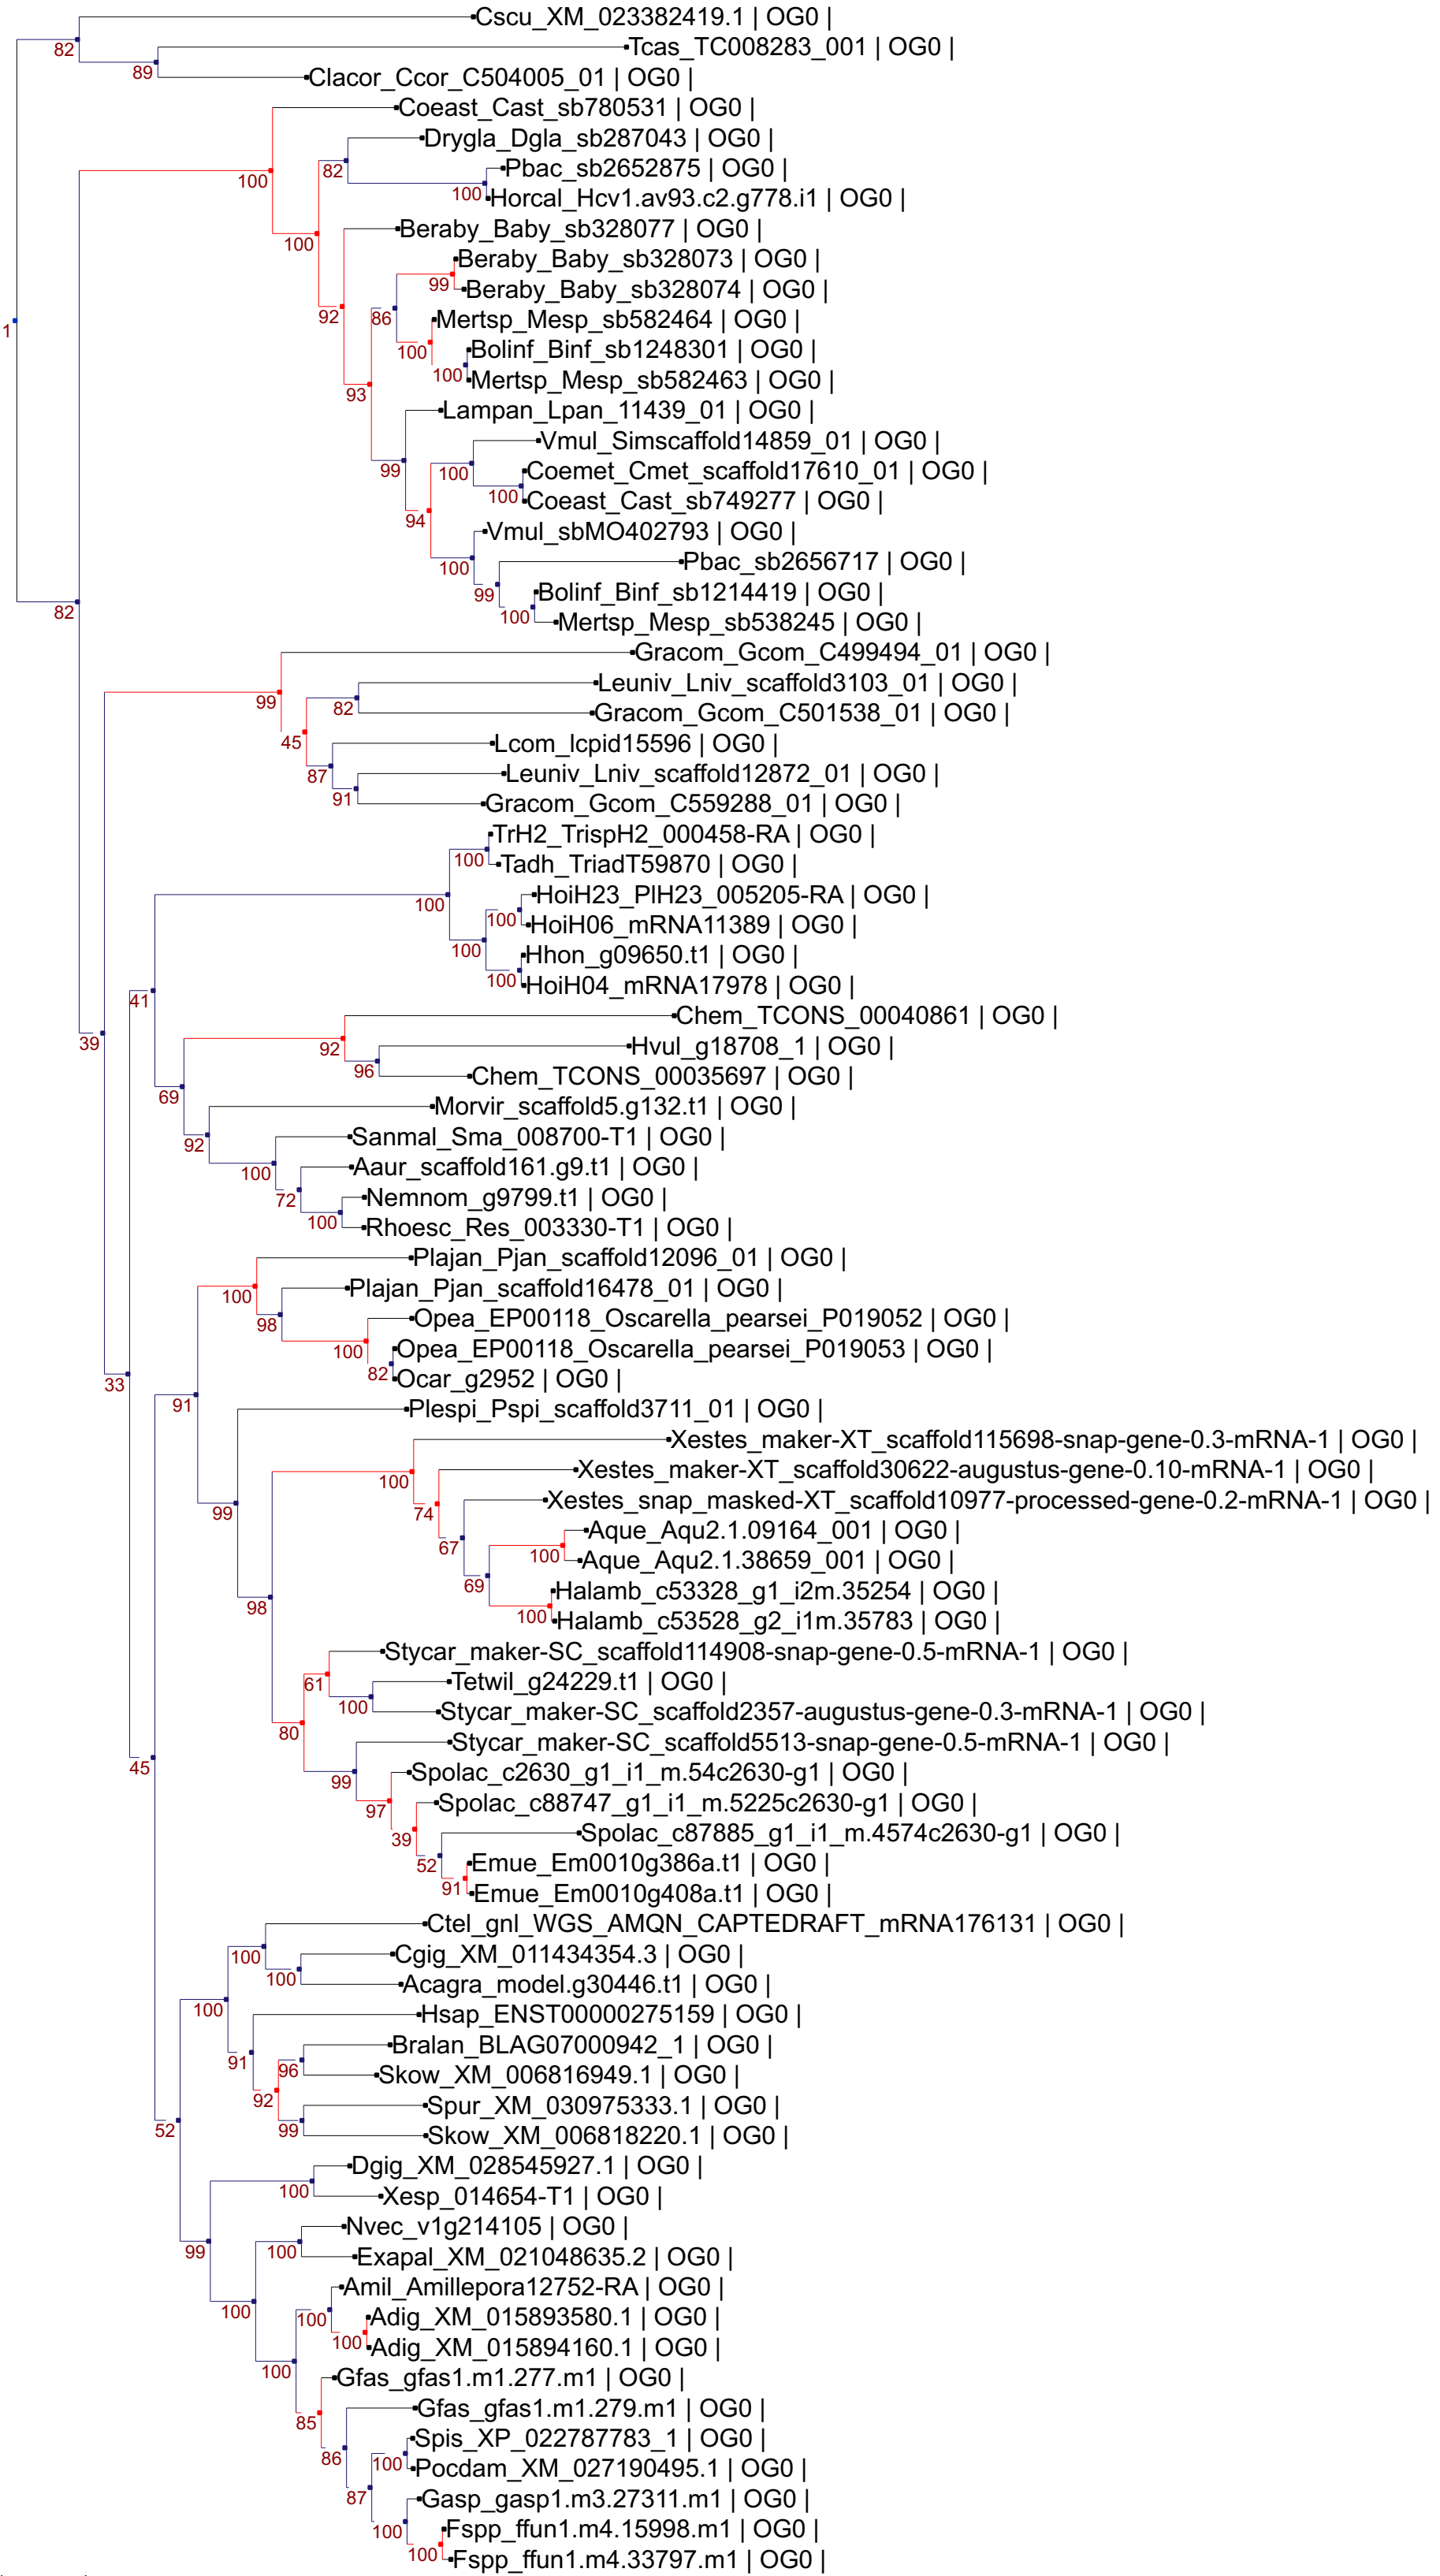 Cscu_XM_023382419.1 | OG0 |
82
Tcas_TC008283_001 | OG0 |
89
Clacor_Ccor_C504005_01 | OG0 |
Coeast_Cast_sb780531 | OG0 |
Drygla_Dgla_sb287043 | OG0 |
82
Pbac_sb2652875 | OG0 |
100
100
Horcal_Hcv1.av93.c2.g778.i1 | OG0 |
Beraby_Baby_sb328077 | OG0 |
100
Beraby_Baby_sb328073 | OG0 |
99
Beraby_Baby_sb328074 | OG0 |
92
86
Mertsp_Mesp_sb582464 | OG0 |
1
100
Bolinf_Binf_sb1248301 | OG0 |
100
Mertsp_Mesp_sb582463 | OG0 |
93
Lampan_Lpan_11439_01 | OG0 |
Vmul_Simscaffold14859_01 | OG0 |
99
100
Coemet_Cmet_scaffold17610_01 | OG0 |
100
Coeast_Cast_sb749277 | OG0 |
94
Vmul_sbMO402793 | OG0 |
100
Pbac_sb2656717 | OG0 |
99
Bolinf_Binf_sb1214419 | OG0 |
82
100
Mertsp_Mesp_sb538245 | OG0 |
Gracom_Gcom_C499494_01 | OG0 |
99
Leuniv_Lniv_scaffold3103_01 | OG0 |
82
Gracom_Gcom_C501538_01 | OG0 |
45
Lcom_lcpid15596 | OG0 |
87
Leuniv_Lniv_scaffold12872_01 | OG0 |
91
Gracom_Gcom_C559288_01 | OG0 |
TrH2_TrispH2_000458-RA | OG0 |
100
Tadh_TriadT59870 | OG0 |
100
HoiH23_PlH23_005205-RA | OG0 |
100
HoiH06_mRNA11389 | OG0 |
100
Hhon_g09650.t1 | OG0 |
100
HoiH04_mRNA17978 | OG0 |
41
Chem_TCONS_00040861 | OG0 |
39
92
Hvul_g18708_1 | OG0 |
96
Chem_TCONS_00035697 | OG0 |
69
Morvir_scaffold5.g132.t1 | OG0 |
92
Sanmal_Sma_008700-T1 | OG0 |
100
Aaur_scaffold161.g9.t1 | OG0 |
72
Nemnom_g9799.t1 | OG0 |
100
Rhoesc_Res_003330-T1 | OG0 |
Plajan_Pjan_scaffold12096_01 | OG0 |
100
Plajan_Pjan_scaffold16478_01 | OG0 |
98
Opea_EP00118_Oscarella_pearsei_P019052 | OG0 |
100
Opea_EP00118_Oscarella_pearsei_P019053 | OG0 |
82
33
Ocar_g2952 | OG0 |
91
Plespi_Pspi_scaffold3711_01 | OG0 |
Xestes_maker-XT_scaffold115698-snap-gene-0.3-mRNA-1 | OG0 |
100
Xestes_maker-XT_scaffold30622-augustus-gene-0.10-mRNA-1 | OG0 |
99
74
Xestes_snap_masked-XT_scaffold10977-processed-gene-0.2-mRNA-1 | OG0 |
67
Aque_Aqu2.1.09164_001 | OG0 |
100
Aque_Aqu2.1.38659_001 | OG0 |
69
Halamb_c53328_g1_i2m.35254 | OG0 |
98
100
Halamb_c53528_g2_i1m.35783 | OG0 |
Stycar_maker-SC_scaffold114908-snap-gene-0.5-mRNA-1 | OG0 |
61
Tetwil_g24229.t1 | OG0 |
100
Stycar_maker-SC_scaffold2357-augustus-gene-0.3-mRNA-1 | OG0 |
80
Stycar_maker-SC_scaffold5513-snap-gene-0.5-mRNA-1 | OG0 |
45
99
Spolac_c2630_g1_i1_m.54c2630-g1 | OG0 |
97
Spolac_c88747_g1_i1_m.5225c2630-g1 | OG0 |
39
Spolac_c87885_g1_i1_m.4574c2630-g1 | OG0 |
52
Emue_Em0010g386a.t1 | OG0 |
91
Emue_Em0010g408a.t1 | OG0 |
Ctel_gnl_WGS_AMQN_CAPTEDRAFT_mRNA176131 | OG0 |
100
Cgig_XM_011434354.3 | OG0 |
100
Acagra_model.g30446.t1 | OG0 |
100
Hsap_ENST00000275159 | OG0 |
91
Bralan_BLAG07000942_1 | OG0 |
96
Skow_XM_006816949.1 | OG0 |
92
Spur_XM_030975333.1 | OG0 |
52
99
Skow_XM_006818220.1 | OG0 |
Dgig_XM_028545927.1 | OG0 |
100
Xesp_014654-T1 | OG0 |
Nvec_v1g214105 | OG0 |
99
100
Exapal_XM_021048635.2 | OG0 |
Amil_Amillepora12752-RA | OG0 |
100
100
Adig_XM_015893580.1 | OG0 |
100
Adig_XM_015894160.1 | OG0 |
100
Gfas_gfas1.m1.277.m1 | OG0 |
85
Gfas_gfas1.m1.279.m1 | OG0 |
86
Spis_XP_022787783_1 | OG0 |
100
Pocdam_XM_027190495.1 | OG0 |
87
Gasp_gasp1.m3.27311.m1 | OG0 |
100
Fspp_ffun1.m4.15998.m1 | OG0 |
100
Fspp_ffun1.m4.33797.m1 | OG0 |